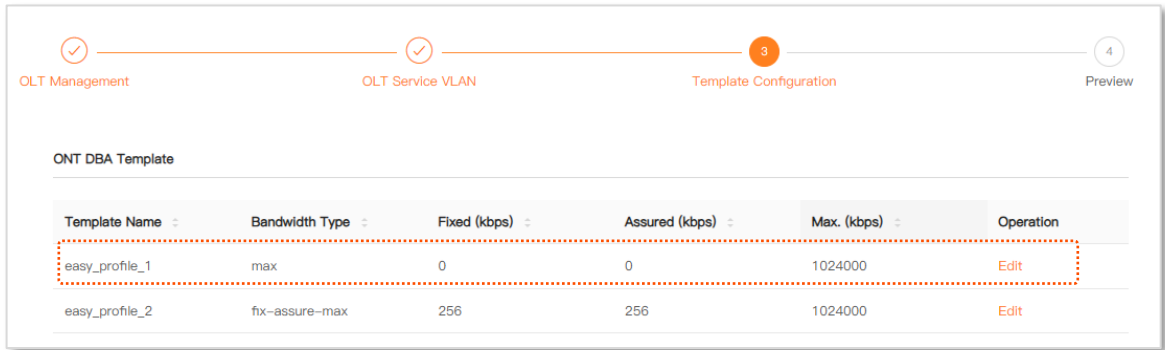 3 4
OLT Management OLT Service VLAN Template Configuration Preview
ONT DBA Template
Template Name Bandwidth Type Fixed (kbps) Assured (kbps) Max. (kbps) Operation
easy_profile_1 max 0 0 1024000 Edit
easy_profile_2 fix-assure-max 256 256 1024000 Edit